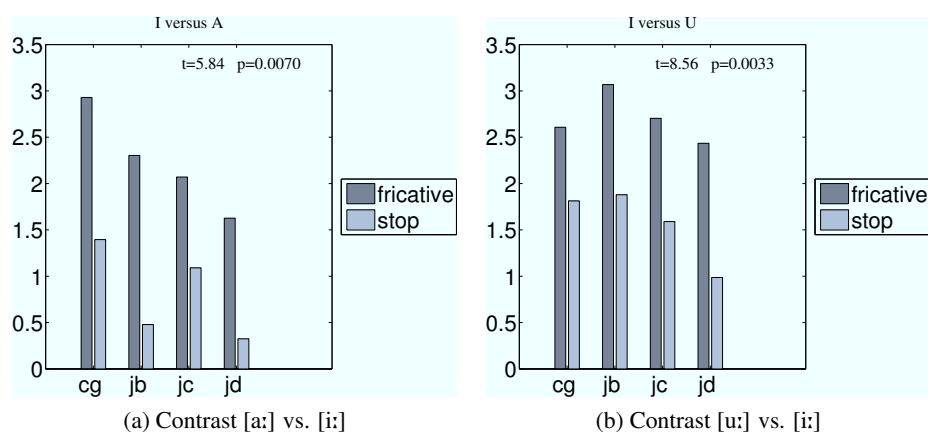 I versus A
t=5.84 p=0.0070
3.5
3
2.5
2
1.5
1
0.5
0
cg jb jc jd
fricative
stop
(a) Contrast [aː] vs. [iː]
I versus U
t=8.56 p=0.0033
3.5
3
2.5
2
1.5
1
0.5
0
cg jb jc jd
fricative
stop
(b) Contrast [uː] vs. [iː]